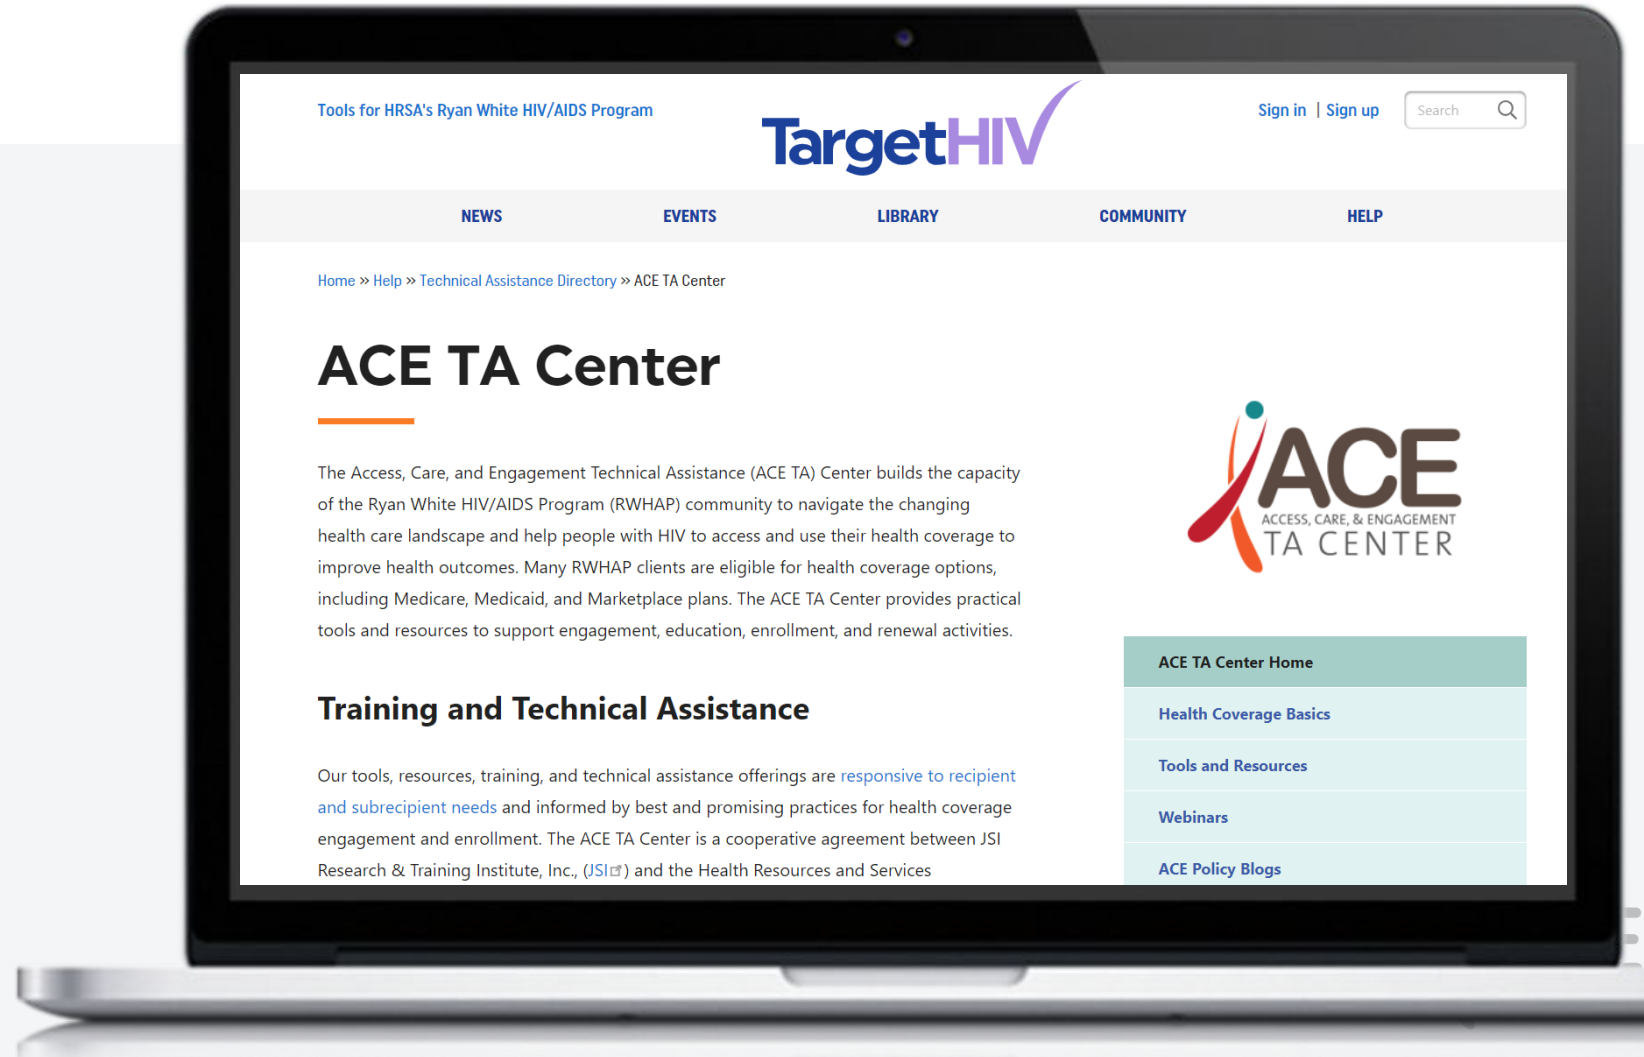 Tools for HRSA's Ryan White HIV/AIDS Program
TargetHIV
Sign in | Sign up
Search
NEWS
EVENTS
LIBRARY
COMMUNITY
HELP
Home » Help » Technical Assistance Directory » ACE TA Center
ACE TA Center
The Access, Care, and Engagement Technical Assistance (ACE TA) Center builds the capacity
of the Ryan White HIV/AIDS Program (RWHAP) community to navigate the changing
health care landscape and help people with HIV to access and use their health coverage to
improve health outcomes. Many RWHAP clients are eligible for health coverage options,
including Medicare, Medicaid, and Marketplace plans. The ACE TA Center provides practical
tools and resources to support engagement, education, enrollment, and renewal activities.
Training and Technical Assistance
Our tools, resources, training, and technical assistance offerings are responsive to recipient
and subrecipient needs and informed by best and promising practices for health coverage
engagement and enrollment. The ACE TA Center is a cooperative agreement between JSI
Research & Training Institute, Inc., (JSI) and the Health Resources and Services
ACE
ACCESS, CARE, & ENGAGEMENT
TA CENTER
ACE TA Center Home
Health Coverage Basics
Tools and Resources
Webinars
ACE Policy Blogs